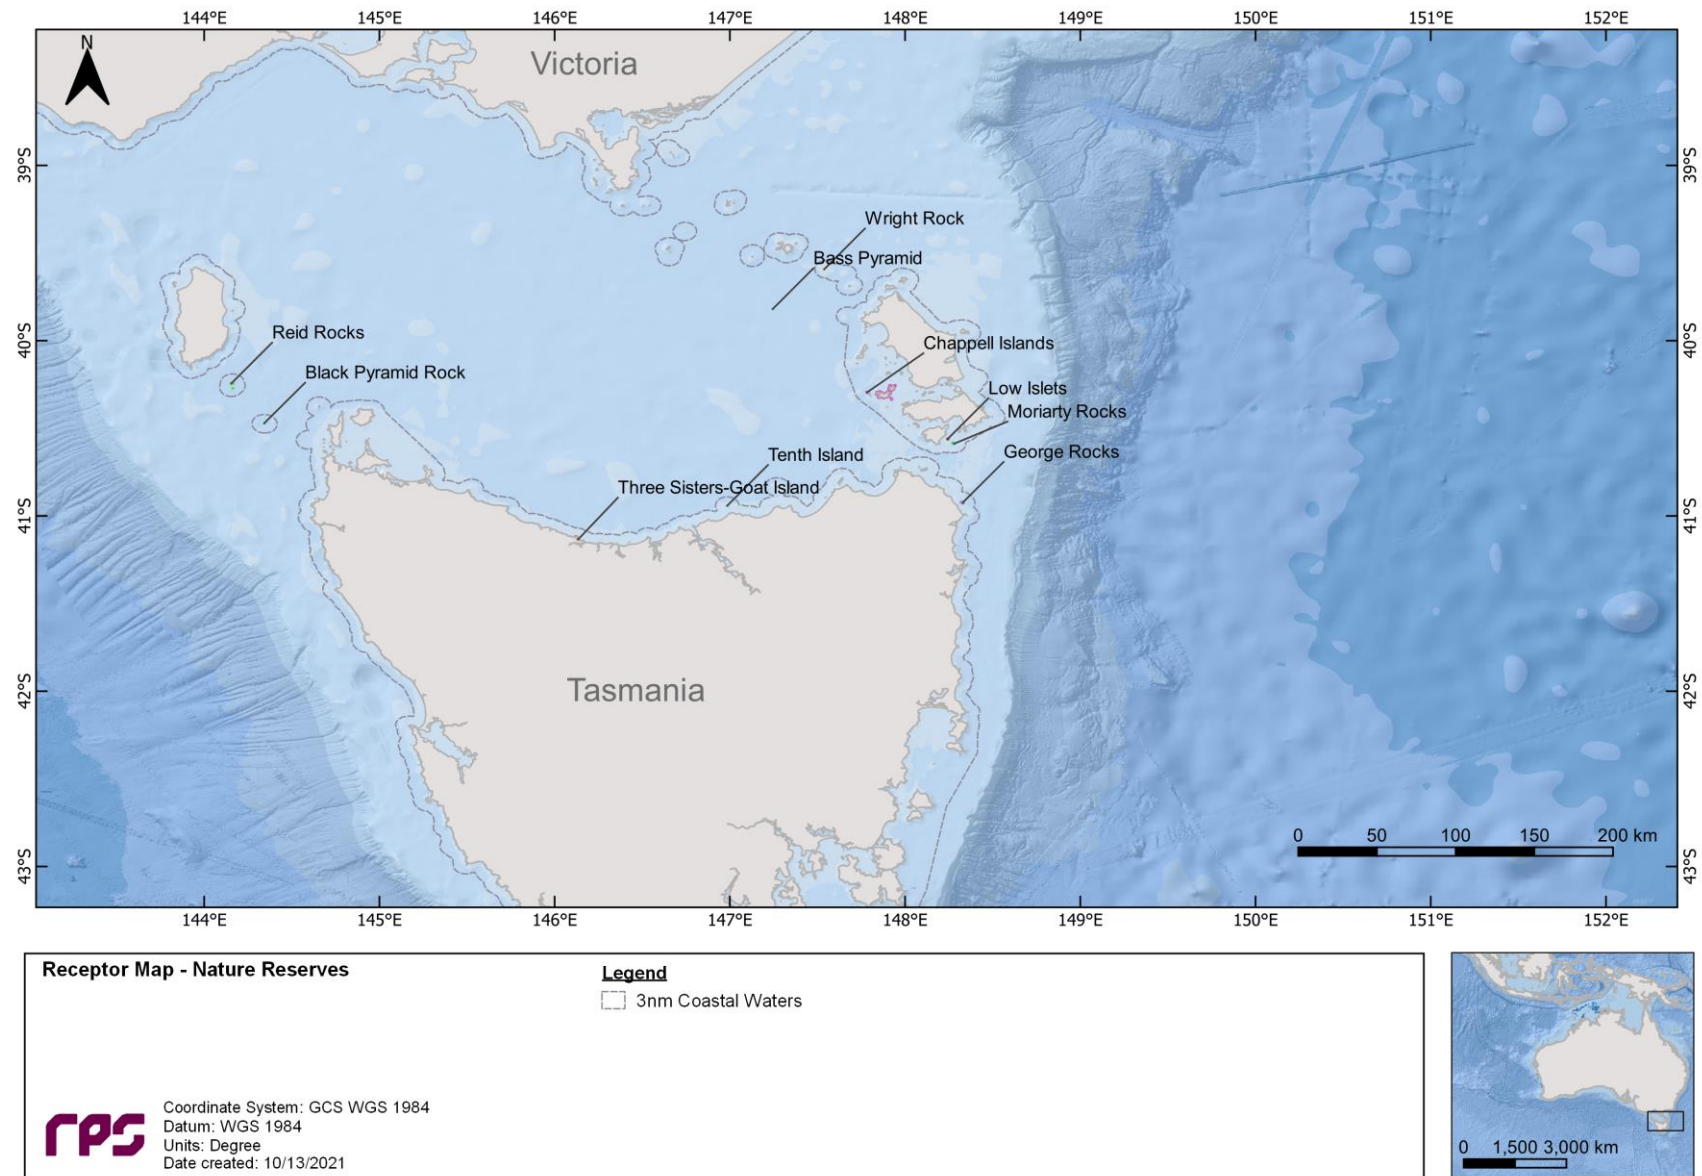 144°E 145°E 146°E 147°E 148°E 149°E 150°E 151°E 152°E
N
Victoria
39°S 39°S
Wright Rock
Bass Pyramid
Reid Rocks
40°S 40°S
Chappell Islands
Black Pyramid Rock
Low Islets
Moriarty Rocks
George Rocks
Tenth Island
Three Sisters-Goat Island
41°S 41°S
Tasmania
42°S 42°S
0 50 100 150 200 km
43°S 43°S
144°E 145°E 146°E 147°E 148°E 149°E 150°E 151°E 152°E
Receptor Map - Nature Reserves
Legend
3nm Coastal Waters
rps
Coordinate System: GCS WGS 1984
Datum: WGS 1984
Units: Degree
Date created: 10/13/2021
0 1,500 3,000 km